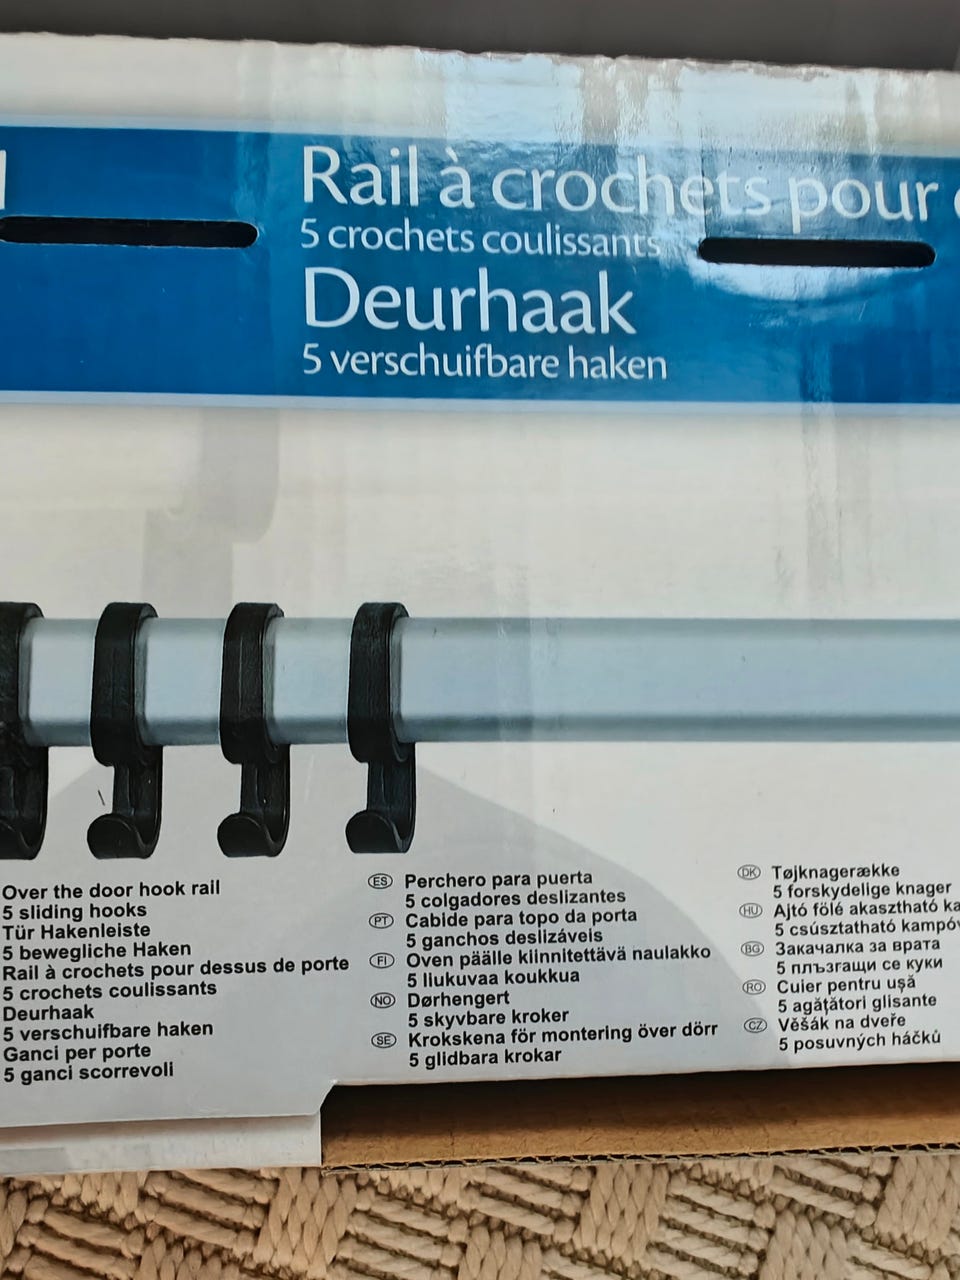 Rail à crochets pour
5 crochets coulissants
Deurhaak
5 verschuifbare haken
Over the door hook rail
5 sliding hooks
Tür Hakenleiste
5 bewegliche Haken
Rail à crochets pour dessus de porte
5 crochets coulissants
Deurhaak
5 verschuifbare haken
Ganci per porte
5 ganci scorrevoli
ES Perchero para puerta
5 colgadores deslizantes
PT Cabide para topo da porta
5 ganchos deslizáveis
FI Oven päälle kiinnitettävä naulakko
5 liukuvaa koukkua
NO Dørhengert
5 skyvbare kroker
SE Krokskena för montering över dörr
5 glidbara krokar
DK Tøjknagerække
5 forskydelige knager
HU Ajtó fölé akasztható
5 csúsztatható
BG Закачалка за врата
5 плъзгащи се куки
RO Cuier pentru ușă
5 agățători glisante
CZ Věšák na dveře
5 posuvných háčků